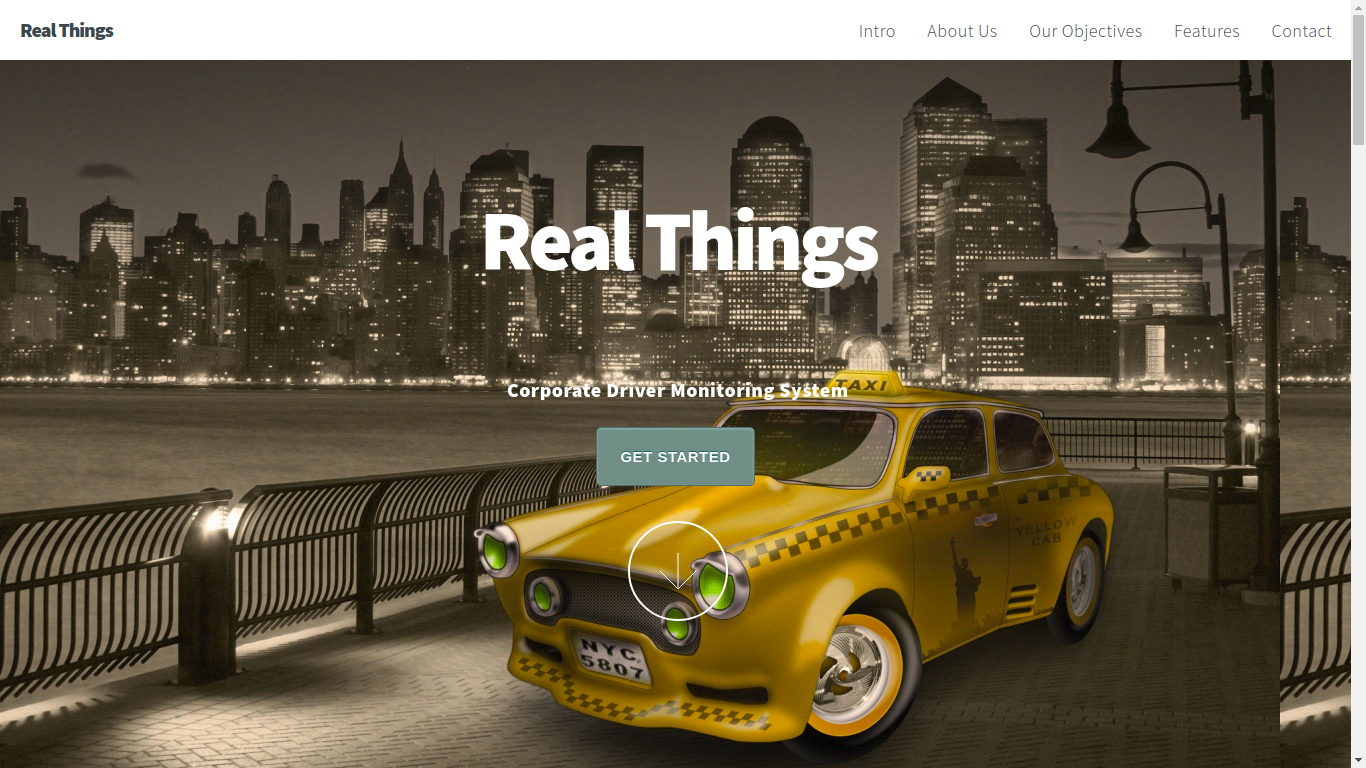 Real Things
Intro
About Us
Our Objectives
Features
Contact
Real Things
TAXI
Corporate Driver Monitoring System
GET STARTED
YELLOW
CAB
NYC
5807